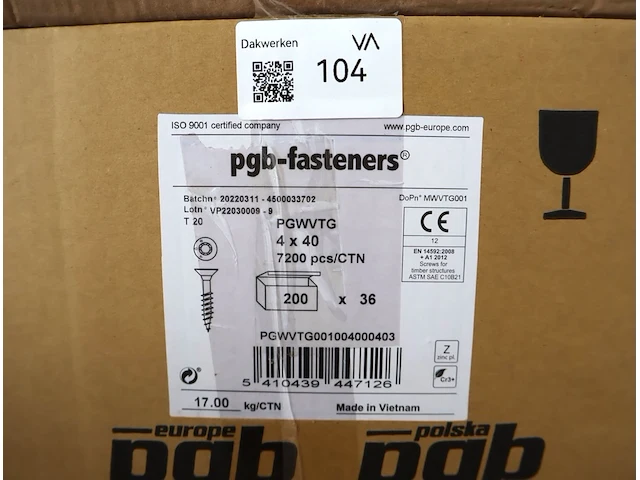 Dakwerken
VA
104
ISO 9001 certified company
www.pgb-europe.com
pgb-fasteners®
Batchn° 20220311 - 4500033702
Lotn° VP22030009 - 9
T 20
PGWVTG
4 x 40
7200 pcs/CTN
200 x 36
DoPn° MWVTG001
CE
12
EN 14592:2008
+ A1 2012
Screws for
timber structures
ASTM SAE C10B21
PGWVTG001004000403
5 410439 447126
Z
zinc pl.
Cr3+
17.00 kg/CTN
Made in Vietnam
europe
pgb
polska
pgb